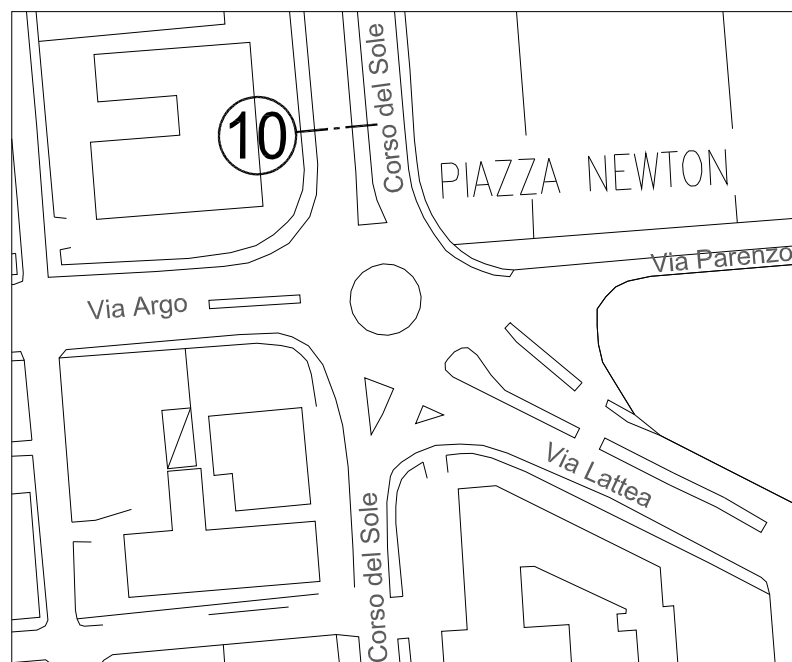 Corso del Sole
10
PIAZZA NEWTON
Via Parenzo
Via Argo
Via Lattea
Corso del Sole